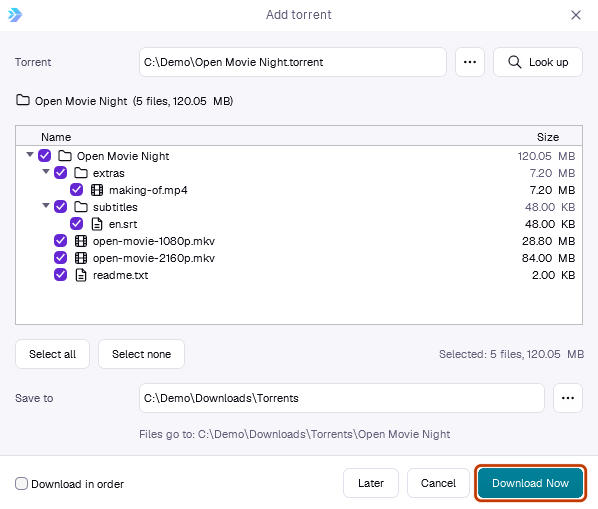 Add torrent
Torrent C:\Demo\Open Movie Night.torrent ... Look up
Open Movie Night (5 files, 120.05 MB)
Name Size
Open Movie Night 120.05 MB
extras 7.20 MB
making-of.mp4 7.20 MB
subtitles 48.00 KB
en.srt 48.00 KB
open-movie-1080p.mkv 28.80 MB
open-movie-2160p.mkv 84.00 MB
readme.txt 2.00 KB
Select all Select none Selected: 5 files, 120.05 MB
Save to C:\Demo\Downloads\Torrents ...
Files go to: C:\Demo\Downloads\Torrents\Open Movie Night
Download in order Later Cancel Download Now